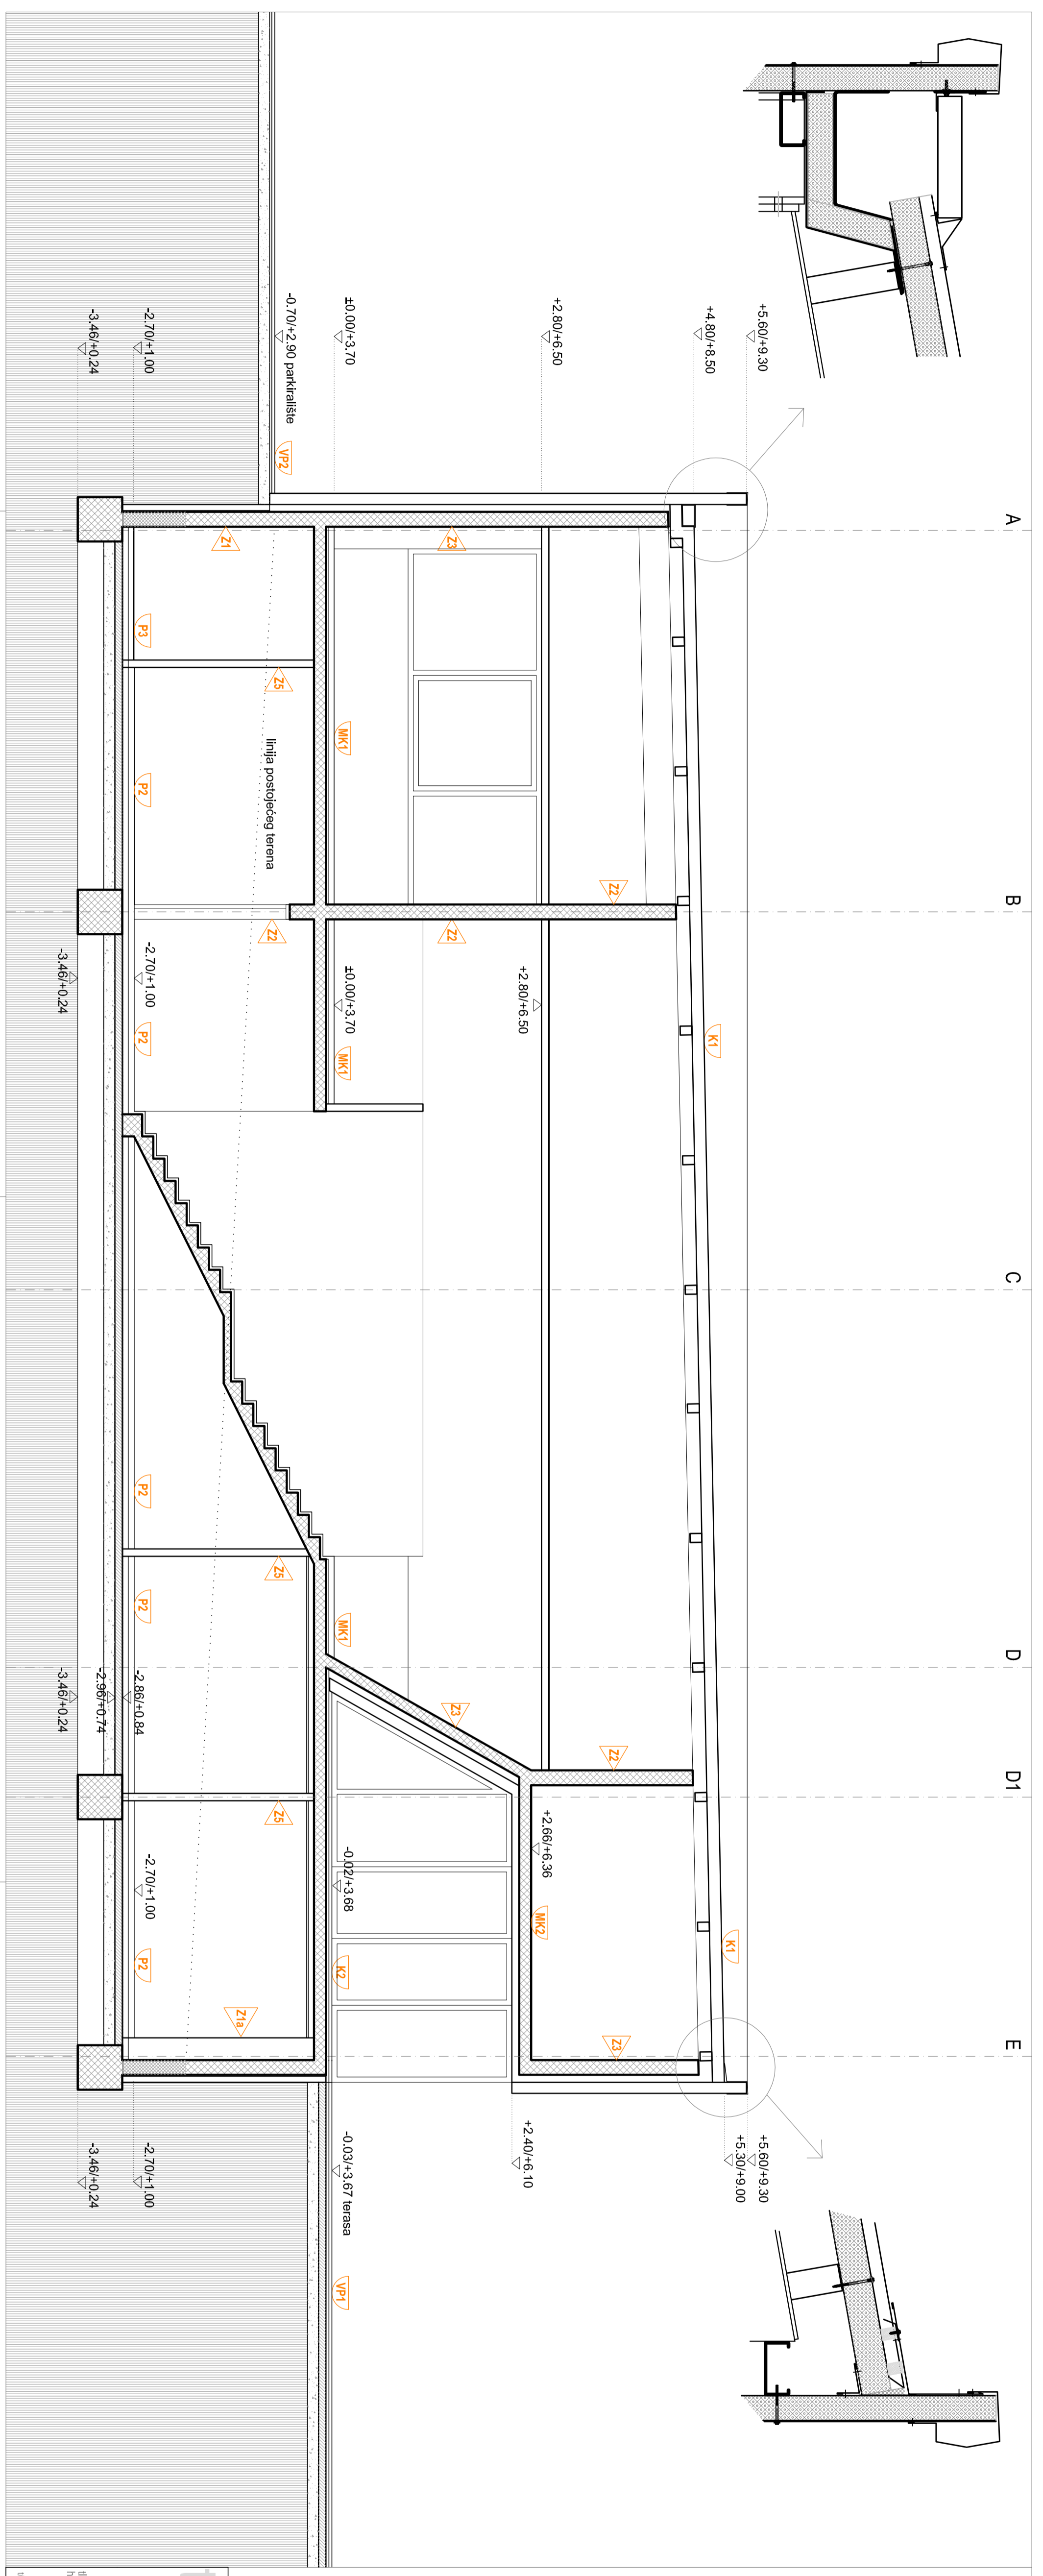 A
B
C
D
D1
E
+5.60/+9.30
+4.80/+8.50
+2.80/+6.50
±0.00/+3.70
-0.70/+2.90 parkiralište
VP2
-2.70/+1.00
-3.46/+0.24
K1
K1
Z3
Z2
Z2
Z3
Z2
Z3
+2.80/+6.50
+2.66/+6.36
MK2
MK1
±0.00/+3.70
MK1
MK1
-0.02/+3.68
K2
Z1
Z5
linija postojećeg terena
Z2
Z5
Z5
Z1a
P3
P2
-2.70/+1.00
P2
P2
P2
-2.70/+1.00
P2
-2.86/+0.84
-2.96/+0.74
-3.46/+0.24
-3.46/+0.24
+5.60/+9.30
+5.30/+9.00
+2.40/+6.10
-0.03/+3.67 terasa
VP1
-2.70/+1.00
-3.46/+0.24